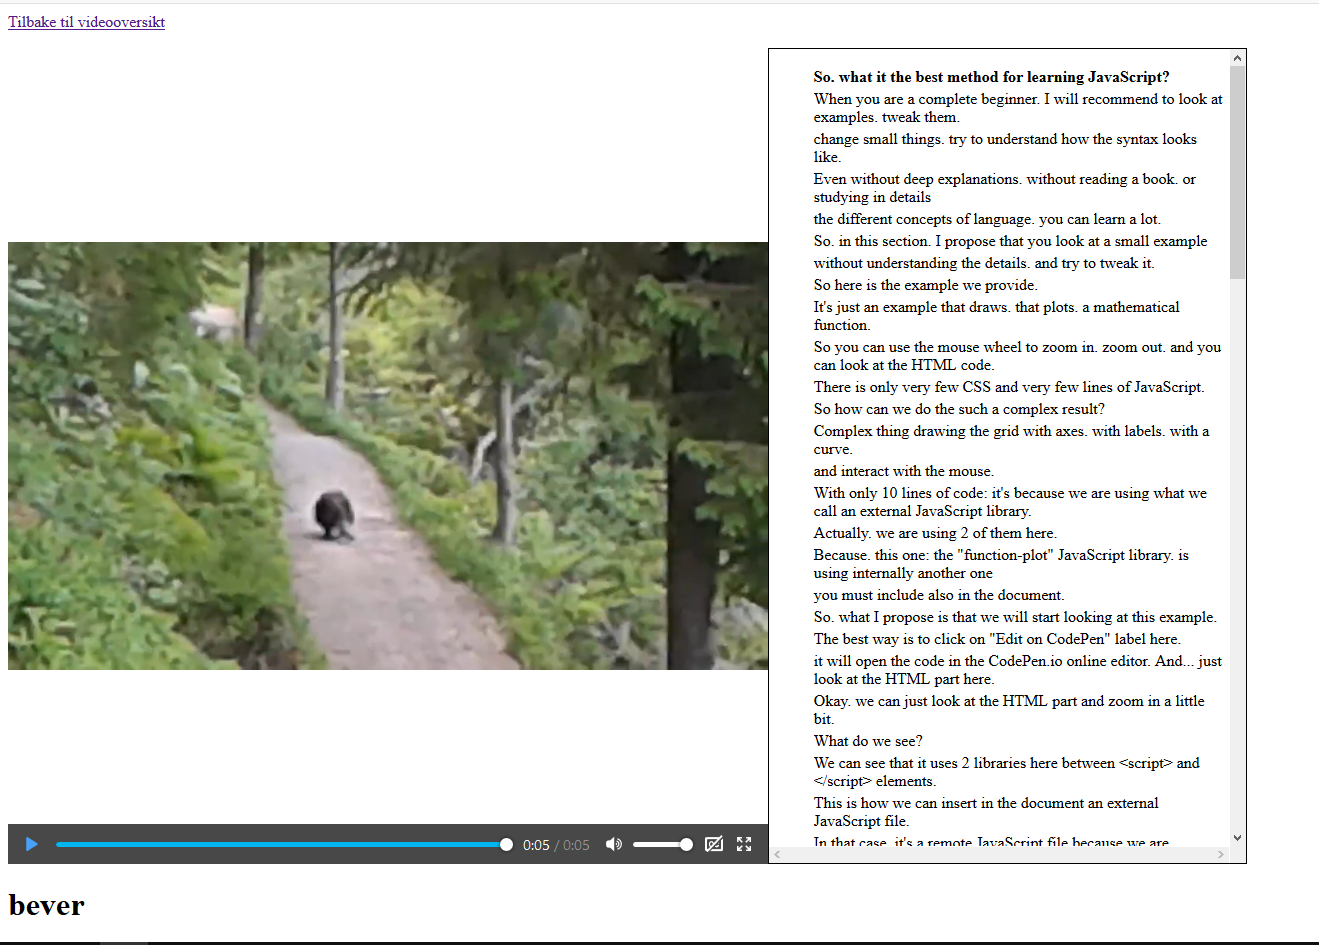 Tilbake til videooversikt
So. what it the best method for learning JavaScript?
When you are a complete beginner. I will recommend to look at
examples. tweak them.
change small things. try to understand how the syntax looks
like.
Even without deep explanations. without reading a book. or
studying in details
the different concepts of language. you can learn a lot.
So. in this section. I propose that you look at a small example
without understanding the details. and try to tweak it.
So here is the example we provide.
It's just an example that draws. that plots. a mathematical
function.
So you can use the mouse wheel to zoom in. zoom out. and you
can look at the HTML code.
There is only very few CSS and very few lines of JavaScript.
So how can we do the such a complex result?
Complex thing drawing the grid with axes. with labels. with a
curve.
and interact with the mouse.
With only 10 lines of code: it's because we are using what we
call an external JavaScript library.
Actually. we are using 2 of them here.
Because. this one: the "function-plot" JavaScript library. is
using internally another one
you must include also in the document.
So. what I propose is that we will start looking at this example.
The best way is to click on "Edit on CodePen" label here.
it will open the code in the CodePen.io online editor. And... just
look at the HTML part here.
Okay. we can just look at the HTML part and zoom in a little
bit.
What do we see?
We can see that it uses 2 libraries here between <script> and
</script> elements.
This is how we can insert in the document an external
JavaScript file.
In that case. it's a remote JavaScript file because we are
0:05 / 0:05
bever